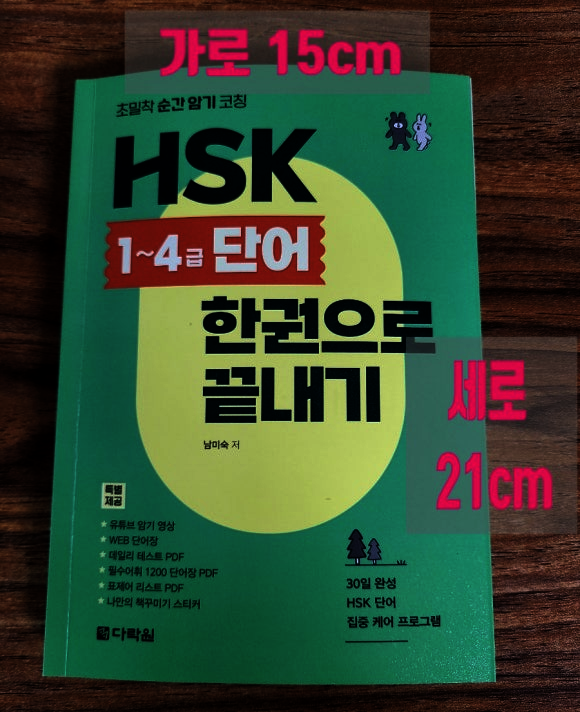 가로 15cm
초밀착 순간 암기 코칭
HSK
1~4급 단어
한권으로
끝내기
남미숙 저
세로
21cm
특별
제공
★ 유튜브 암기 영상
★ WEB 단어장
★ 데일리 테스트 PDF
★ 필수어휘 1200 단어장 PDF
★ 표제어 리스트 PDF
★ 나만의 책꾸미기 스티커
다락원
30일 완성
HSK 단어
집중 케어 프로그램